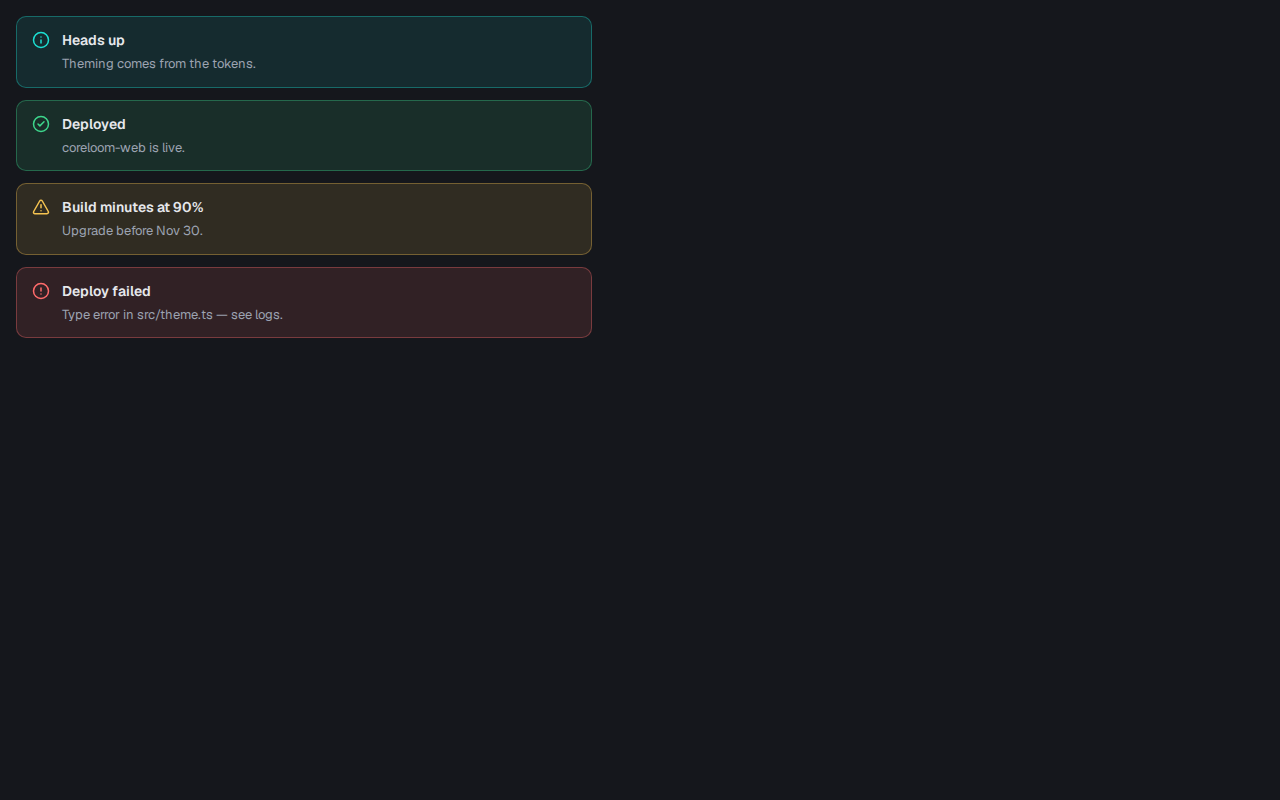 Heads up
Theming comes from the tokens.
Deployed
coreloom-web is live.
Build minutes at 90%
Upgrade before Nov 30.
Deploy failed
Type error in src/theme.ts — see logs.